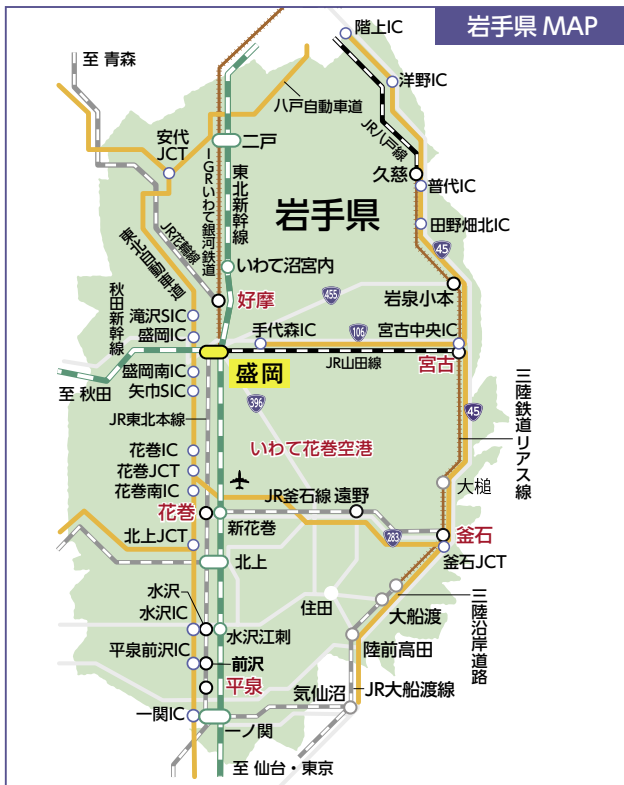 岩手県 MAP
階上IC
至 青森
洋野IC
八戸自動車道
JR八戸線
安代
JCT
二戸
久慈
普代IC
IGRいわて銀河鉄道
東北新幹線
岩手県
田野畑北IC
JR花輪線
東北自動車道
45
いわて沼宮内
岩泉小本
455
好摩
秋田新幹線
滝沢SIC
手代森IC
106
宮古中央IC
盛岡IC
盛岡
JR山田線
宮古
盛岡南IC
至 秋田
矢巾SIC
396
45
三陸鉄道リアス線
JR東北本線
花巻IC
いわて花巻空港
花巻JCT
花巻南IC
JR釜石線
遠野
大槌
花巻
新花巻
283
釜石
北上JCT
釜石JCT
北上
水沢
住田
大船渡
三陸沿岸道路
水沢IC
水沢江刺
陸前高田
平泉前沢IC
前沢
平泉
気仙沼
JR大船渡線
一関IC
一ノ関
至 仙台・東京